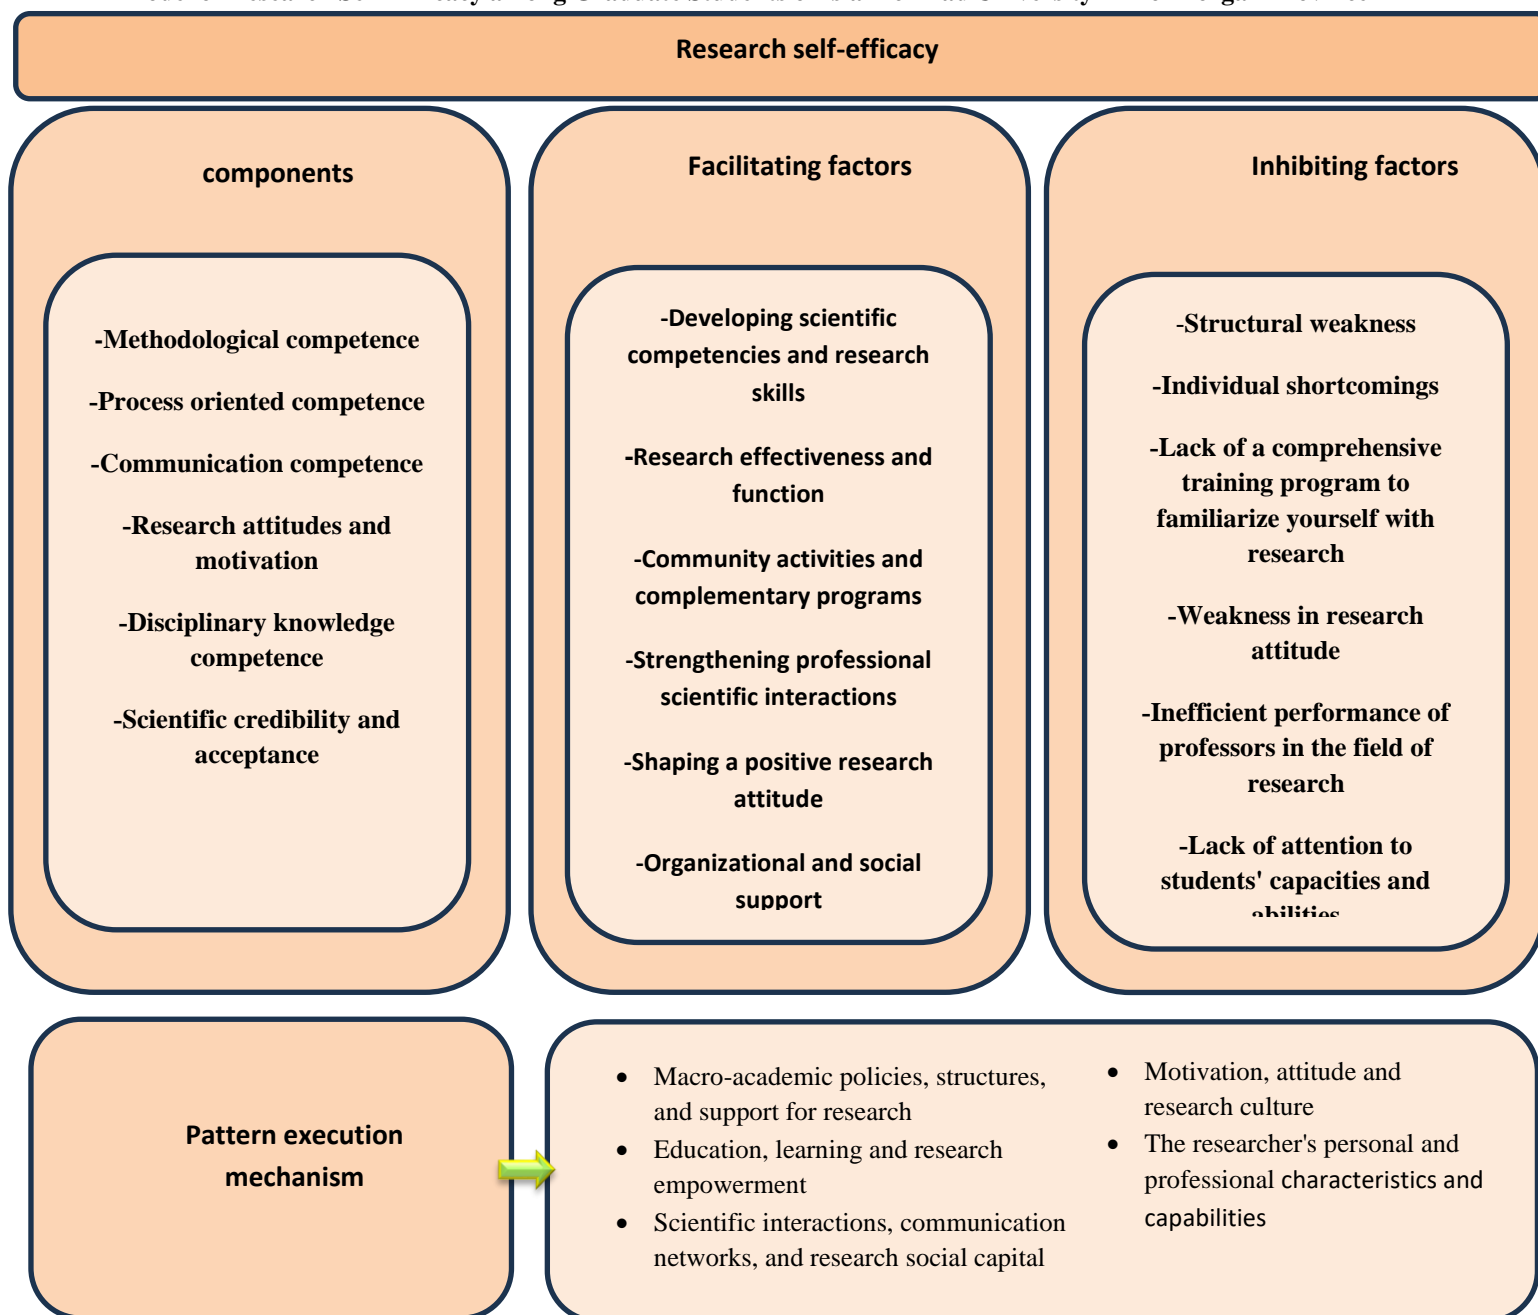 Research self-efficacy
components
-Methodological competence
-Process oriented competence
-Communication competence
-Research attitudes and
motivation
-Disciplinary knowledge
competence
-Scientific credibility and
acceptance
Facilitating factors
-Developing scientific
competencies and research
skills
-Research effectiveness and
function
-Community activities and
complementary programs
-Strengthening professional
scientific interactions
-Shaping a positive research
attitude
-Organizational and social
support
Inhibiting factors
-Structural weakness
-Individual shortcomings
-Lack of a comprehensive
training program to
familiarize yourself with
research
-Weakness in research
attitude
-Inefficient performance of
professors in the field of
research
-Lack of attention to
students' capacities and
abilities
Pattern execution
mechanism
• Macro-academic policies, structures,
and support for research
• Education, learning and research
empowerment
• Scientific interactions, communication
networks, and research social capital
• Motivation, attitude and
research culture
• The researcher's personal and
professional characteristics and
capabilities